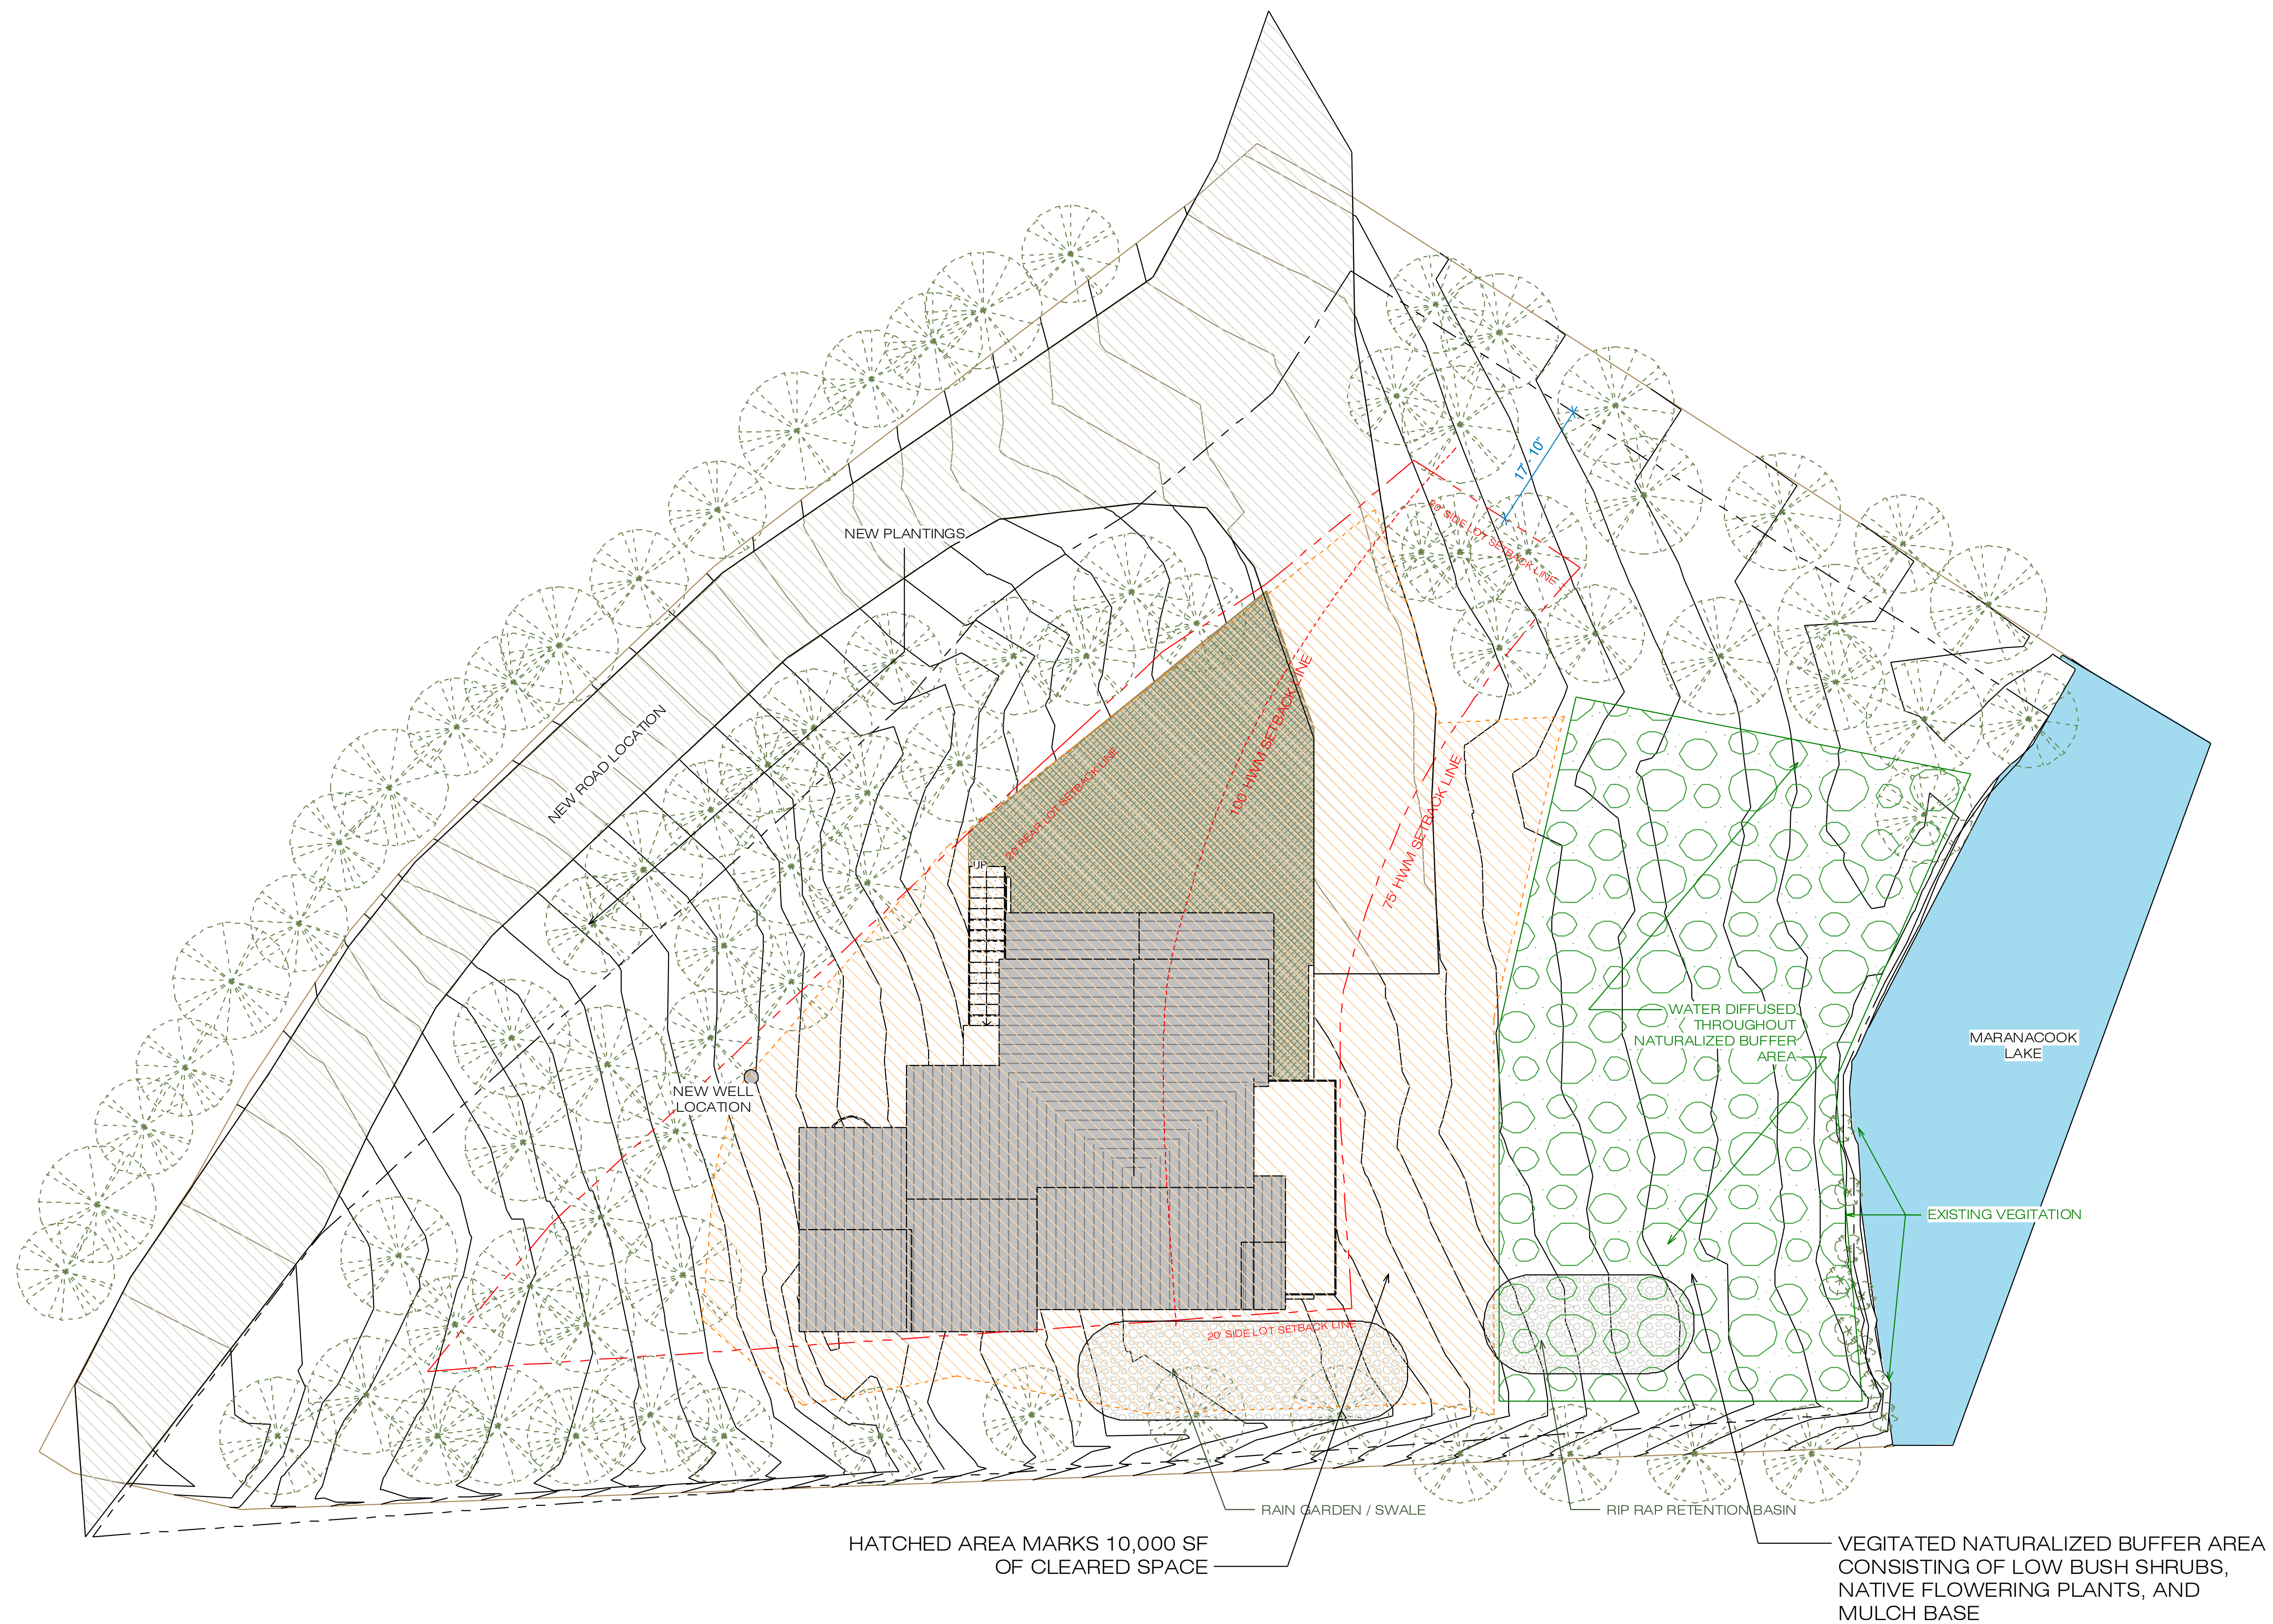 17' - 10"
20' SIDE LOT SETBACK LINE
NEW PLANTINGS
NEW ROAD LOCATION
100' HWM SETBACK LINE
20' REAR LOT SETBACK LINE
75' HWM SETBACK LINE
UP
WATER DIFFUSED
THROUGHOUT
NATURALIZED BUFFER
AREA
MARANACOOK
LAKE
NEW WELL
LOCATION
EXISTING VEGITATION
20' SIDE LOT SETBACK LINE
RAIN GARDEN / SWALE
RIP RAP RETENTION BASIN
HATCHED AREA MARKS 10,000 SF
OF CLEARED SPACE
VEGITATED NATURALIZED BUFFER AREA
CONSISTING OF LOW BUSH SHRUBS,
NATIVE FLOWERING PLANTS, AND
MULCH BASE